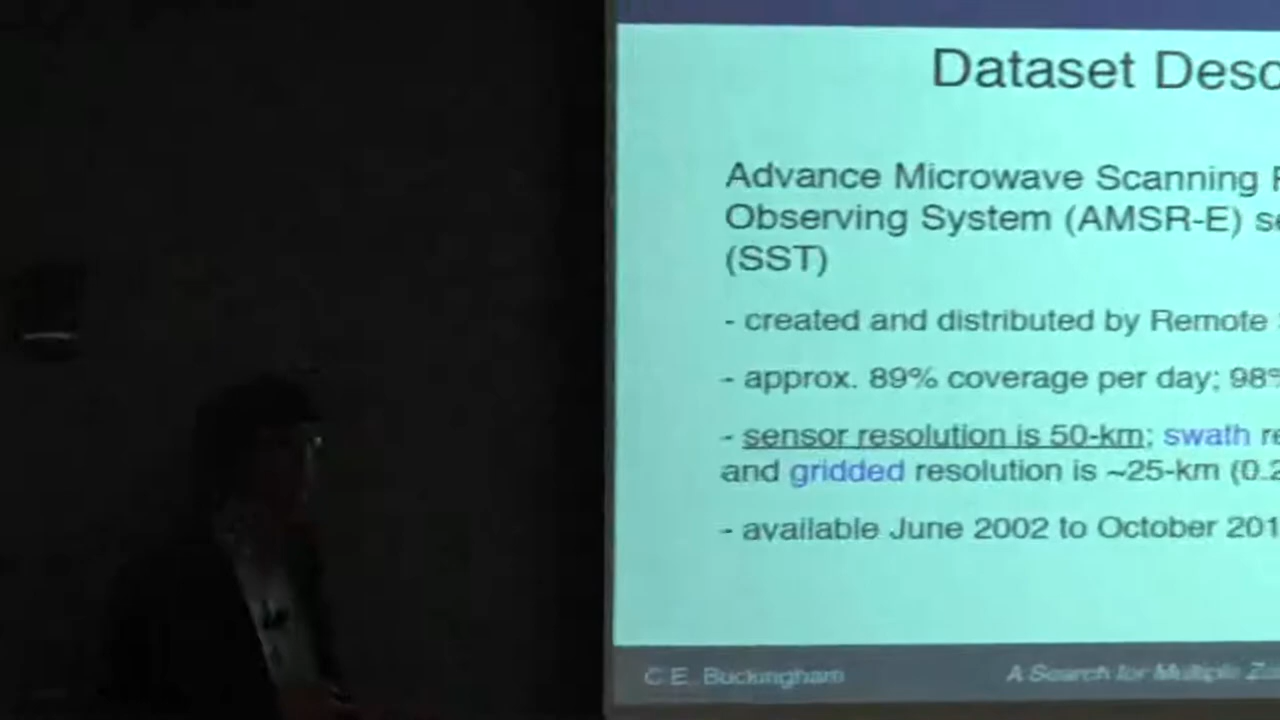 Dataset Desc
Advance Microwave Scanning
Observing System (AMSR-E) se
(SST)
- created and distributed by Remote
- approx. 89% coverage per day; 98%
- sensor resolution is 50-km; swath re
and gridded resolution is ~25-km (0.2
- available June 2002 to October 201
C.E. Buckingham
A Search for Multiple